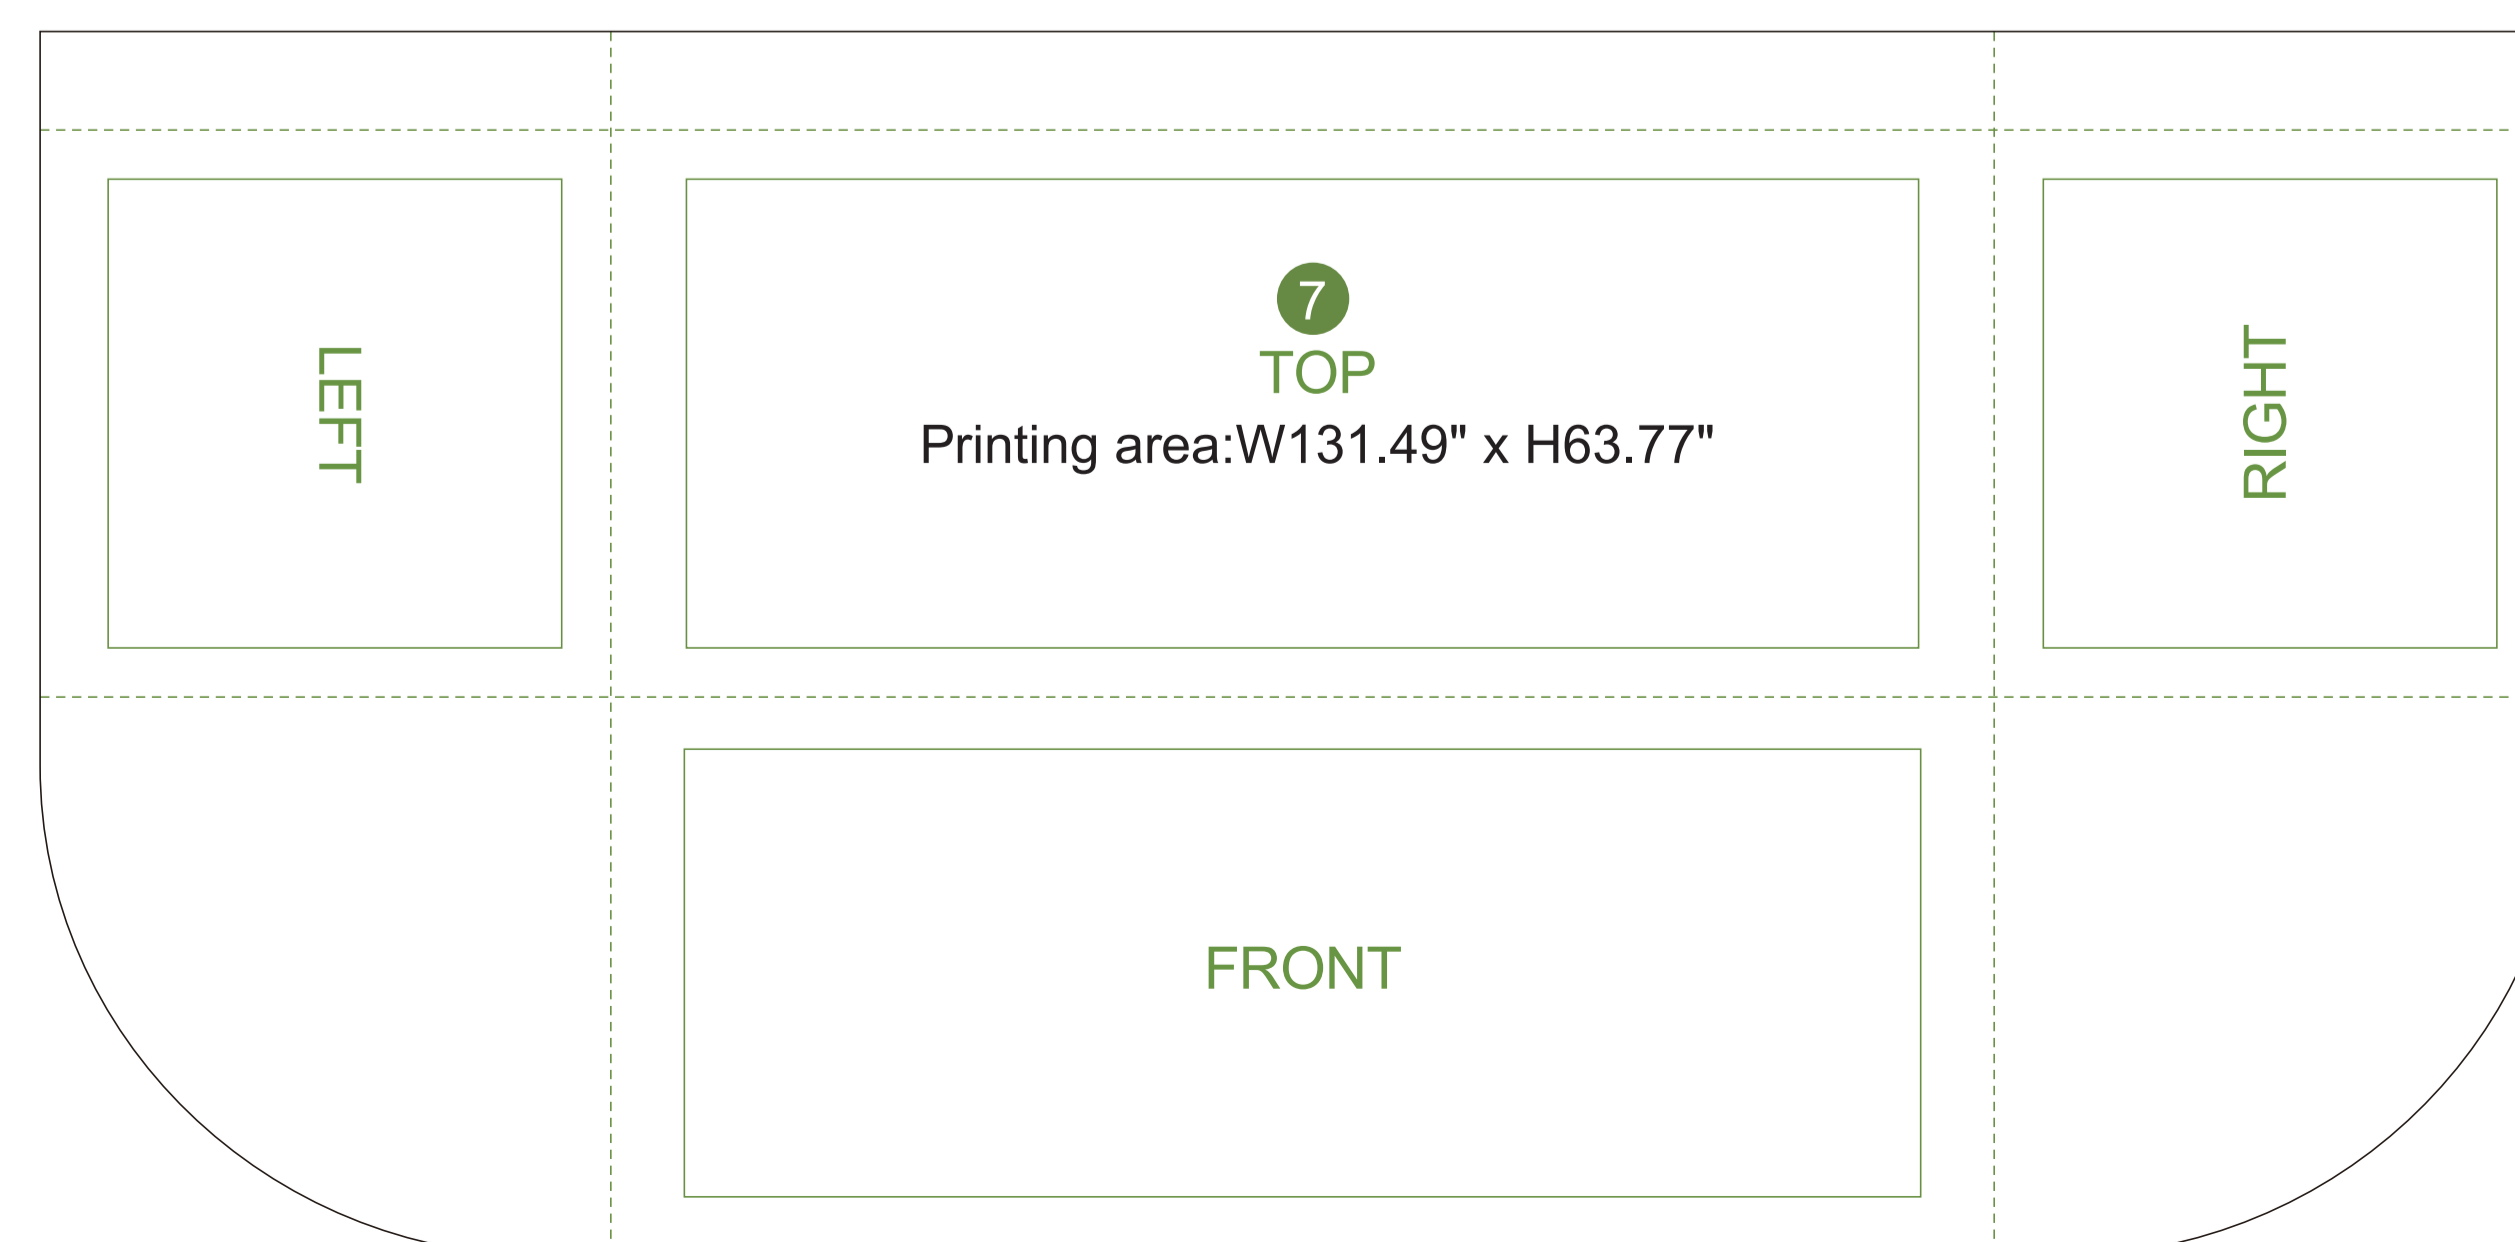 7
TOP
Printing area:W131.49" x H63.77"
LEFT
RIGHT
FRONT